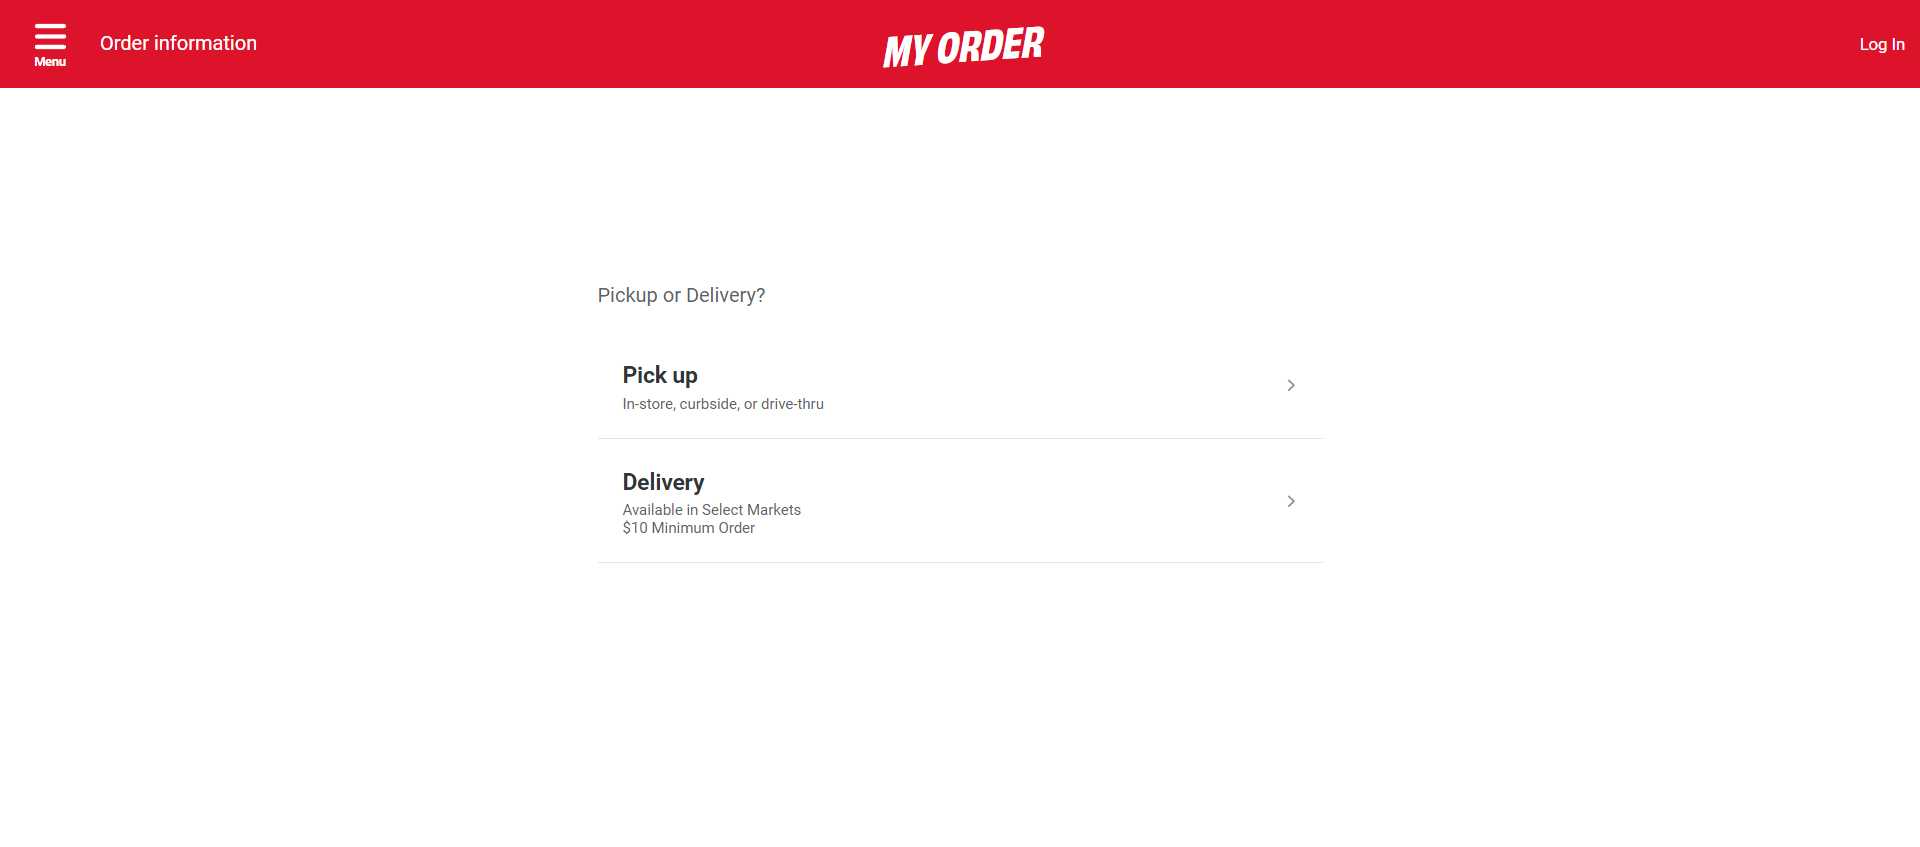 Menu
Order information
MY ORDER
Log In
Pickup or Delivery?
Pick up
In-store, curbside, or drive-thru
Delivery
Available in Select Markets
$10 Minimum Order